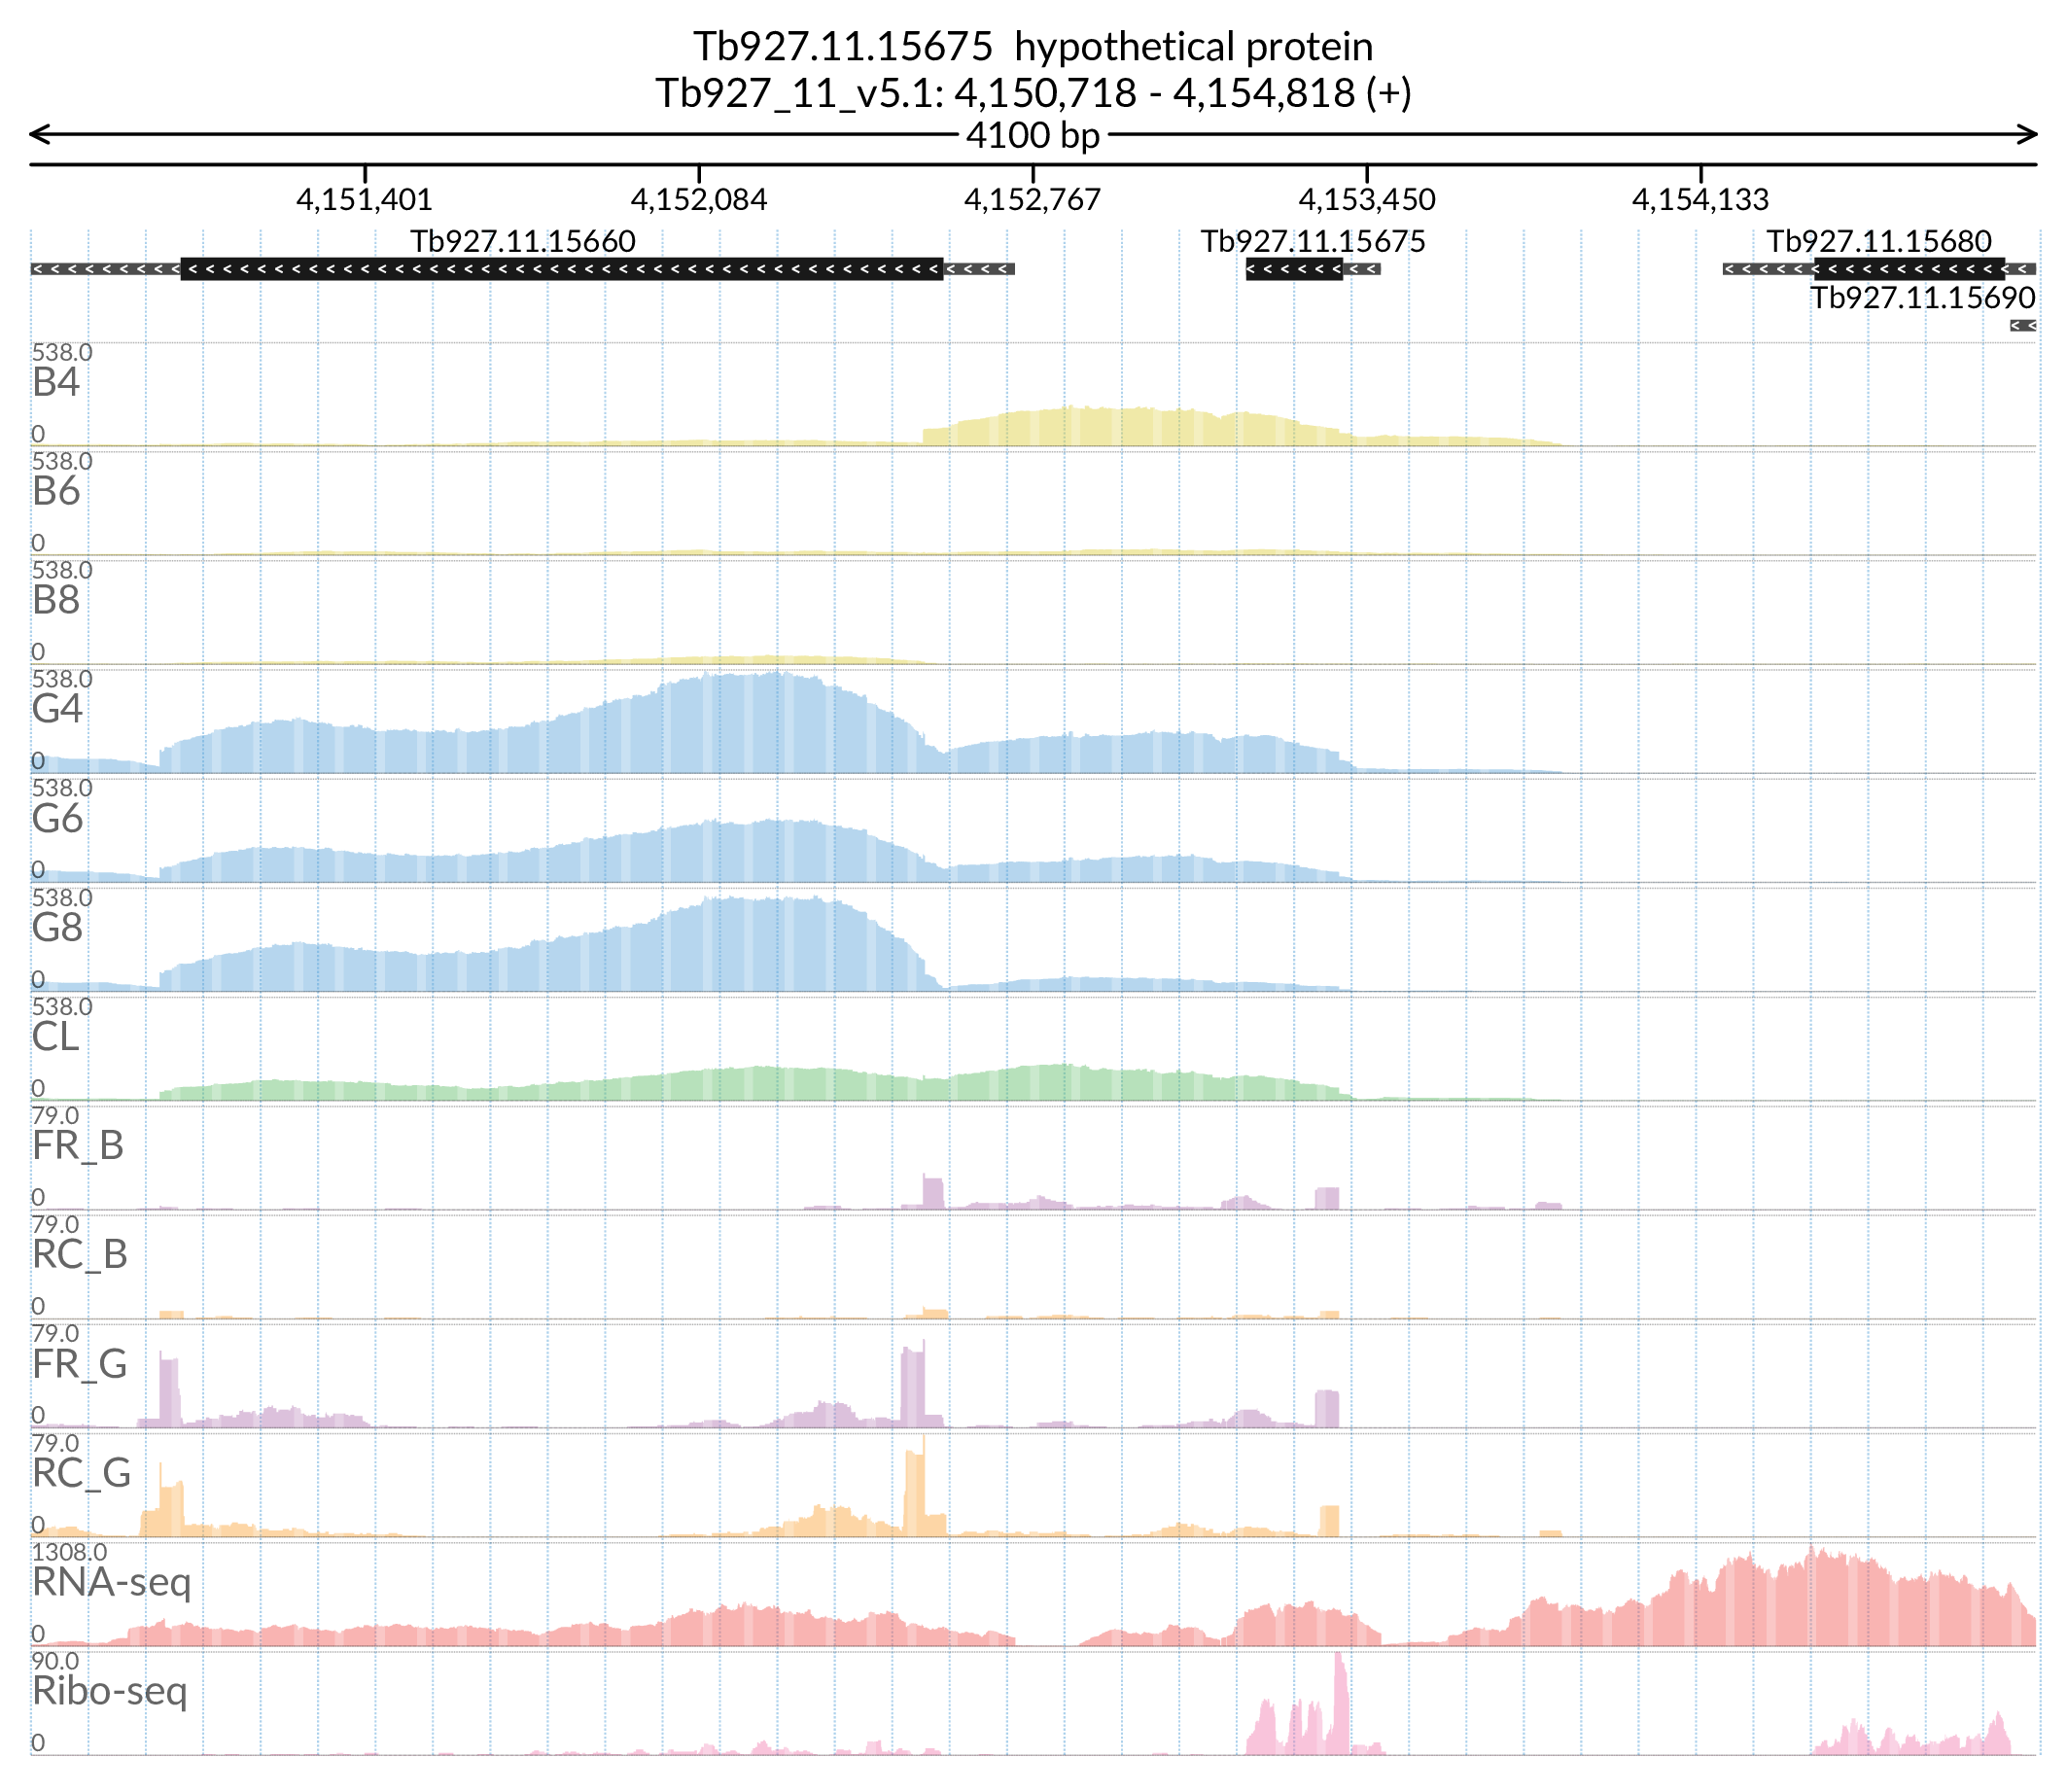 Tb927.11.15675 hypothetical protein
Tb927_11_v5.1: 4,150,718 - 4,154,818 (+)
4100 bp
4,151,401 4,152,084 4,152,767 4,153,450 4,154,133
Tb927.11.15660 Tb927.11.15675 Tb927.11.15680
Tb927.11.15690
538.0
B4
0
538.0
B6
0
538.0
B8
0
538.0
G4
0
538.0
G6
0
538.0
G8
0
538.0
CL
0
79.0
FR_B
0
79.0
RC_B
0
79.0
FR_G
0
79.0
RC_G
0
1308.0
RNA-seq
0
90.0
Ribo-seq
0